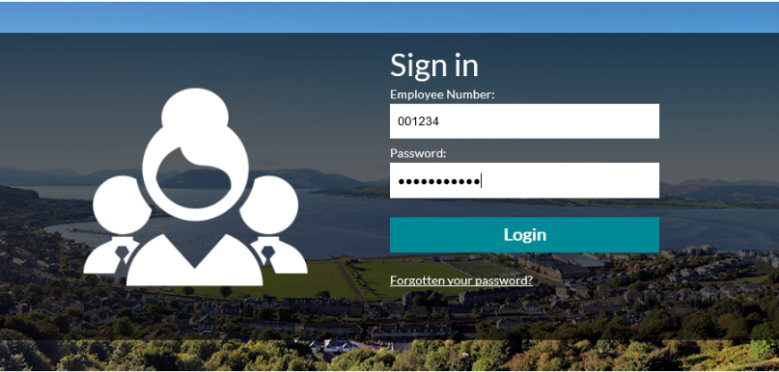 Sign in
Employee Number:
001234
Password:
•••••••••••
Login
Forgotten your password?